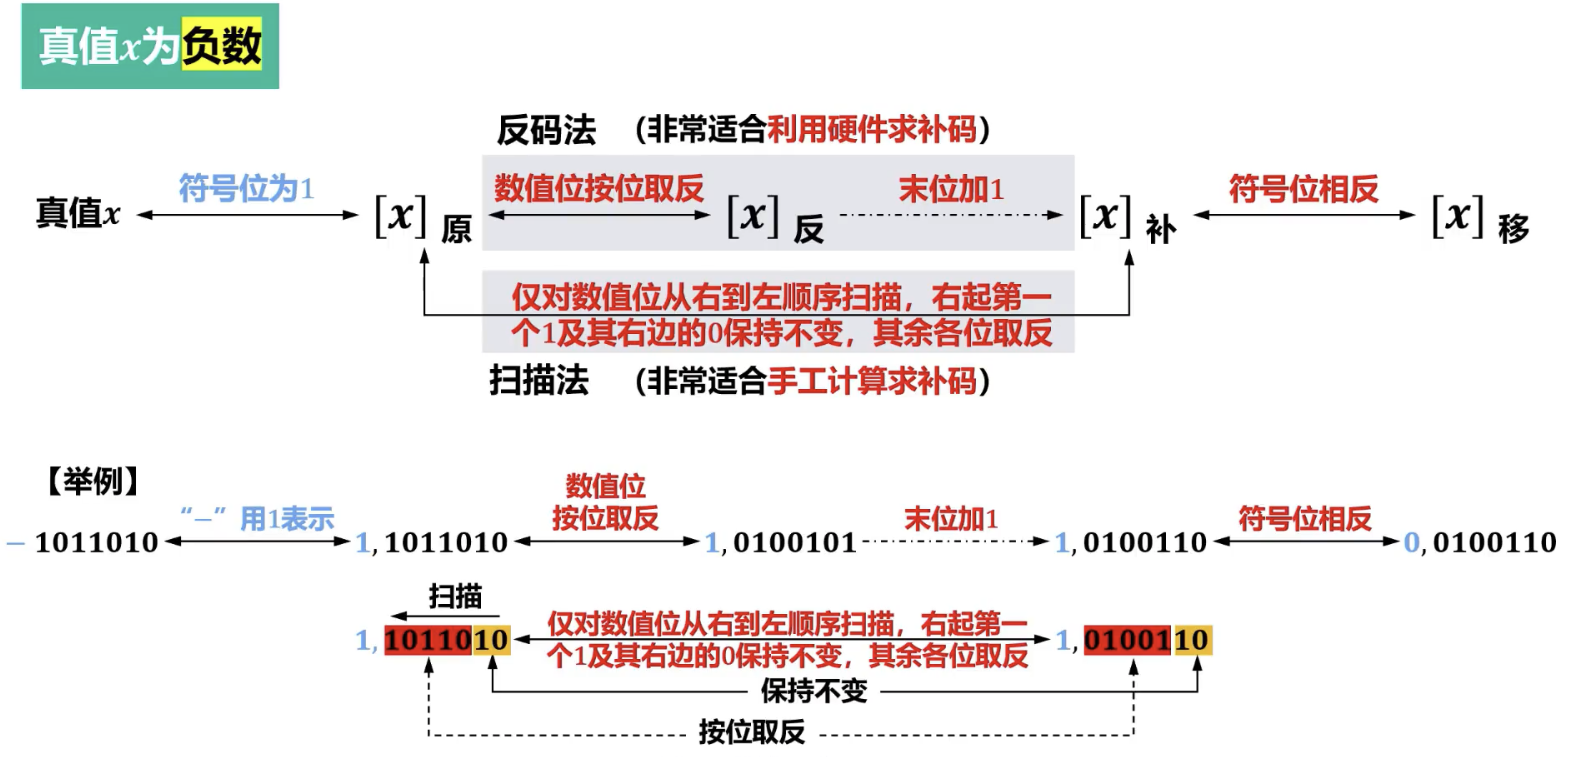 真值x为负数
反码法 （非常适合利用硬件求补码）
真值x 符号位为1 [x]原 数值位按位取反 [x]反 末位加1 [x]补 符号位相反 [x]移
仅对数值位从右到左顺序扫描，右起第一
个1及其右边的0保持不变，其余各位取反
扫描法 （非常适合手工计算求补码）
【举例】
数值位
“−”用1表示 按位取反 末位加1 符号位相反
− 1011010 1,1011010 1,0100101 1,0100110 0,0100110
扫描
仅对数值位从右到左顺序扫描，右起第一
1,1011010 1,0100110
个1及其右边的0保持不变，其余各位取反
保持不变
按位取反